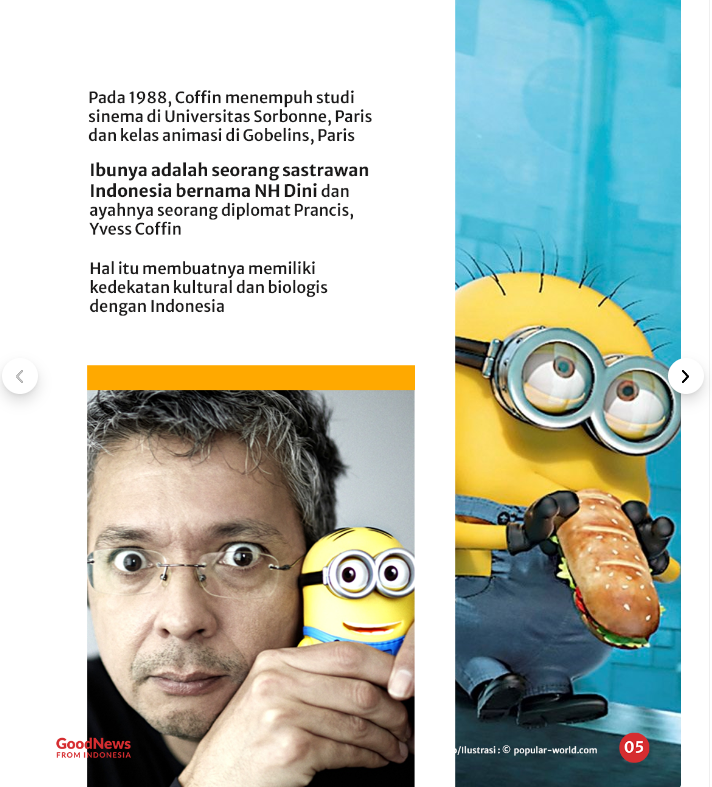 Pada 1988, Coffin menempuh studi
sinema di Universitas Sorbonne, Paris
dan kelas animasi di Gobelins, Paris
Ibunya adalah seorang sastrawan
Indonesia bernama NH Dini dan
ayahnya seorang diplomat Prancis,
Yvess Coffin
Hal itu membuatnya memiliki
kedekatan kultural dan biologis
dengan Indonesia
GoodNews
FROM INDONESIA
/Ilustrasi : © popular-world.com
05